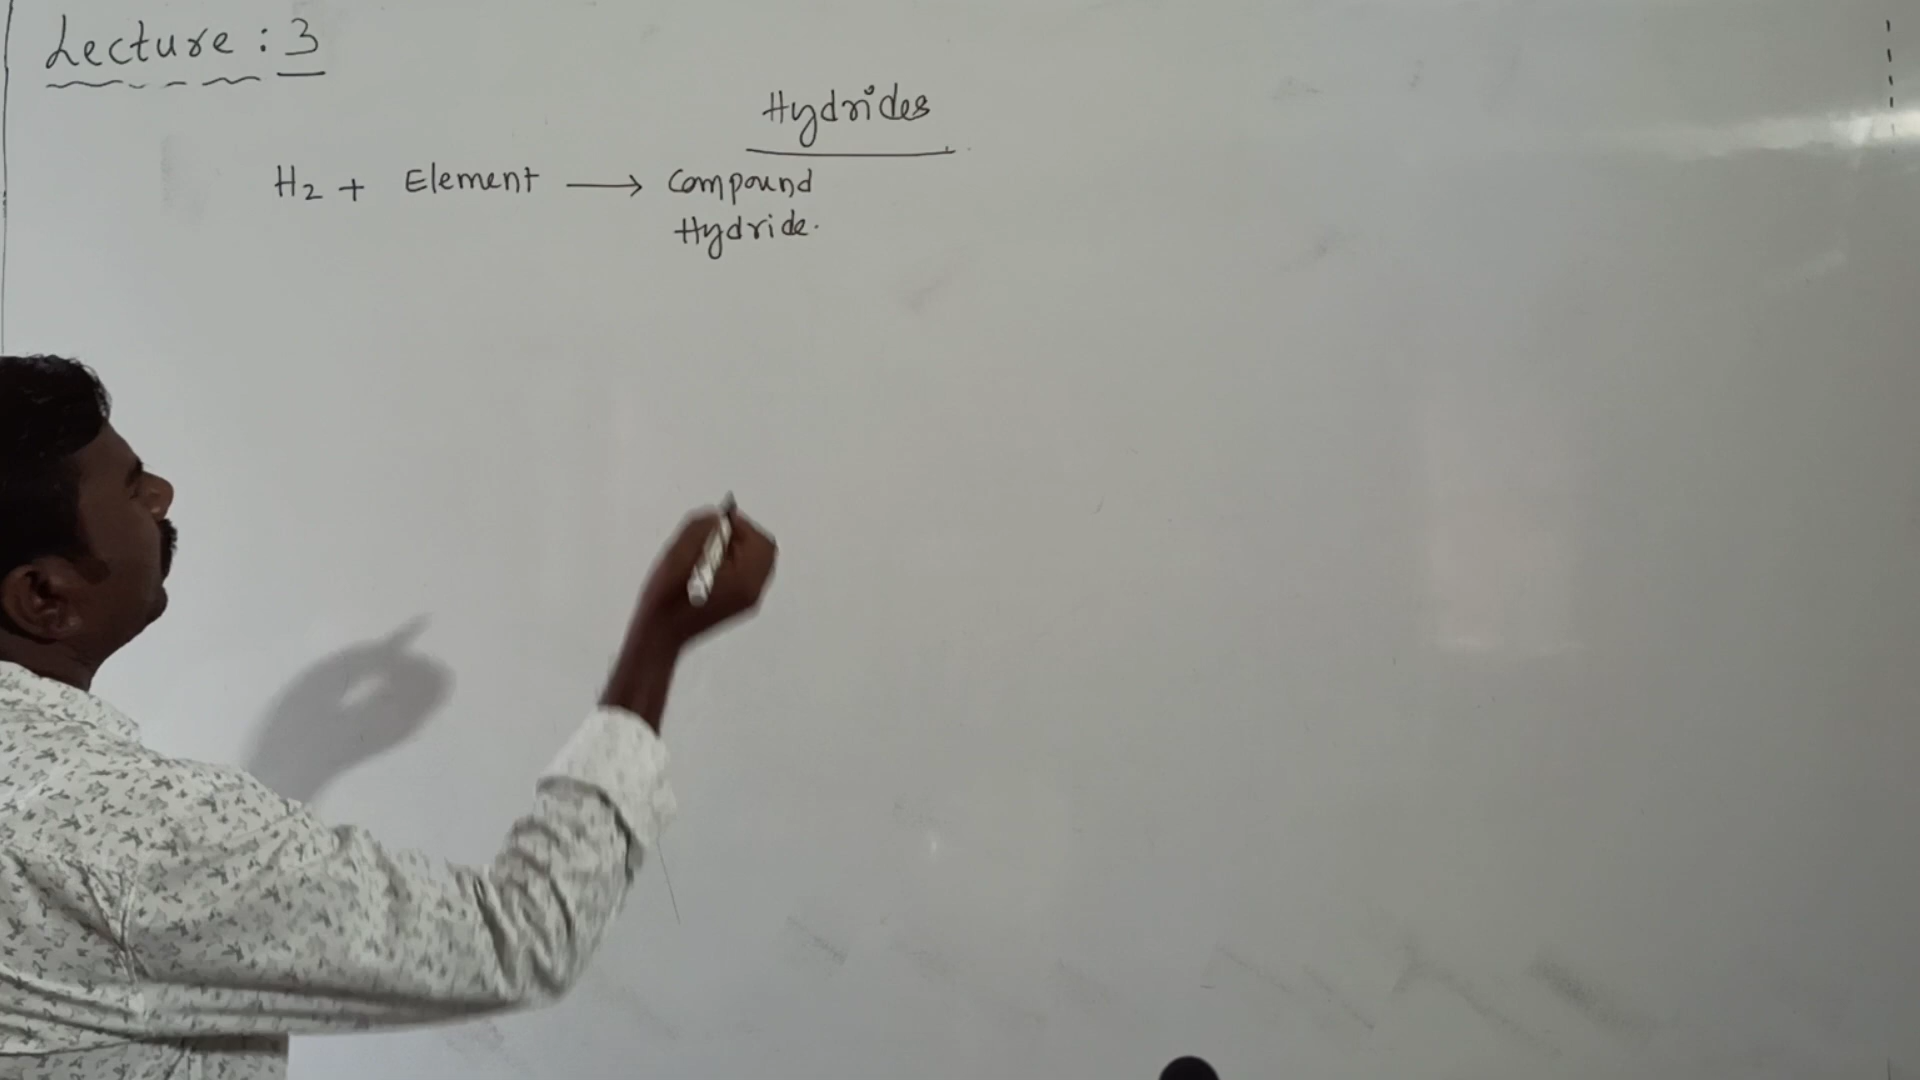 Lecture : 3
Hydrides
H₂ + Element ⟶ Compound
Hydride.